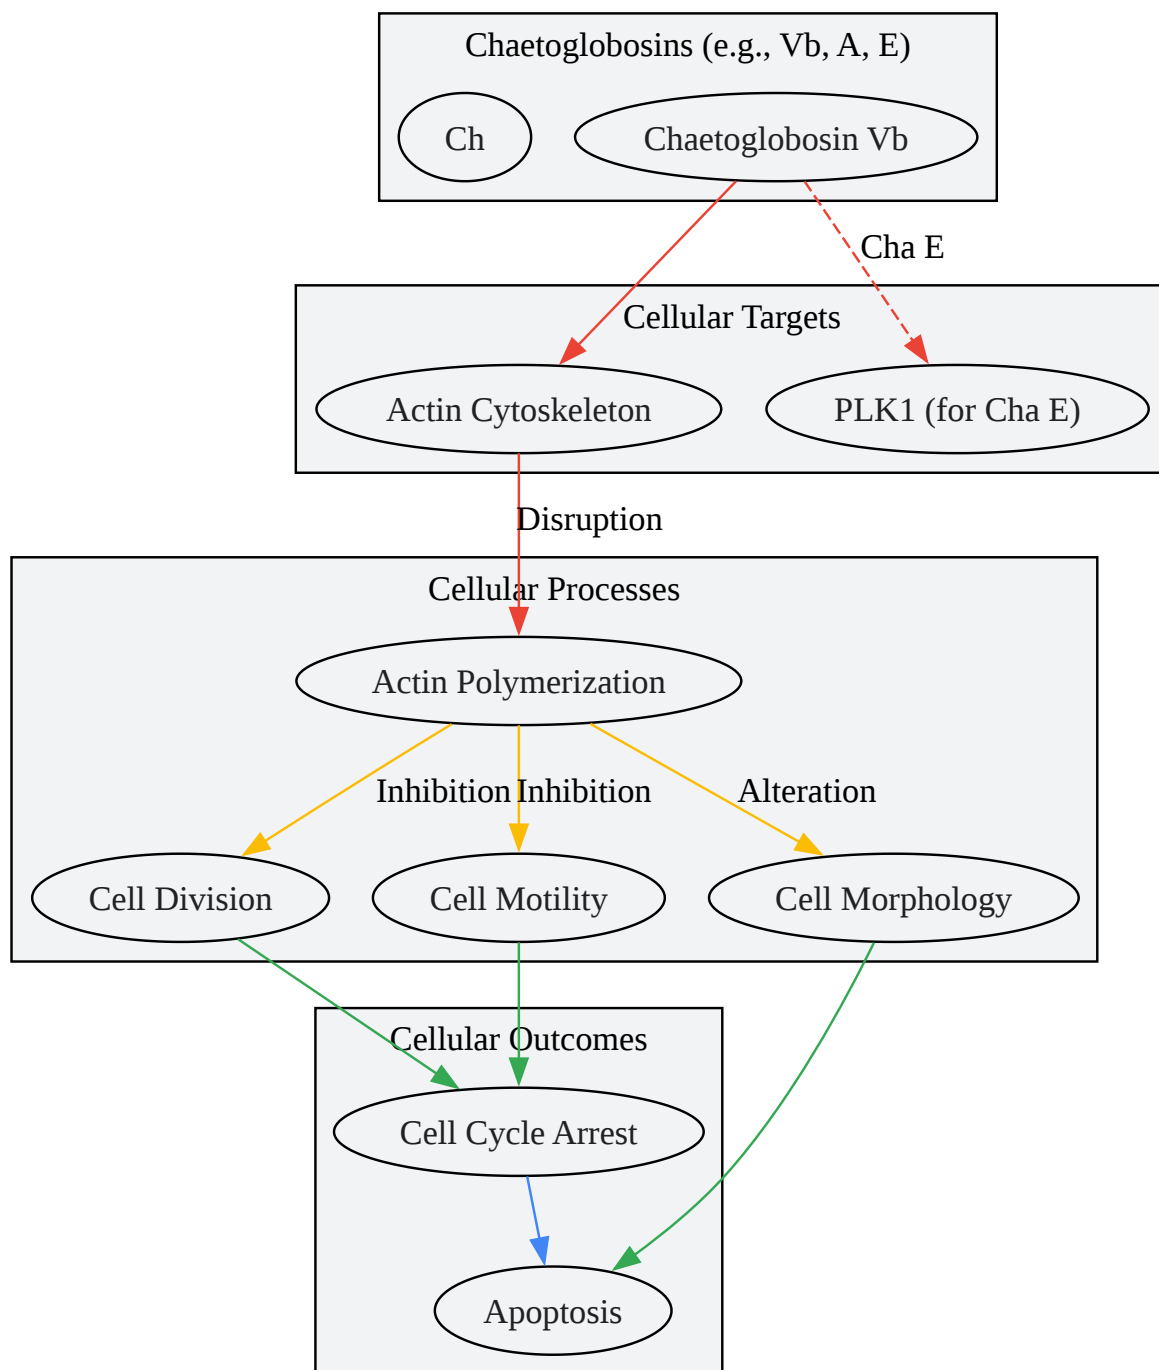 Chaetoglobosins (e.g., Vb, A, E)
Ch
Chaetoglobosin Vb
Cha E
Cellular Targets
Actin Cytoskeleton
PLK1 (for Cha E)
Disruption
Cellular Processes
Actin Polymerization
Inhibition
Inhibition
Alteration
Cell Division
Cell Motility
Cell Morphology
Cellular Outcomes
Cell Cycle Arrest
Apoptosis